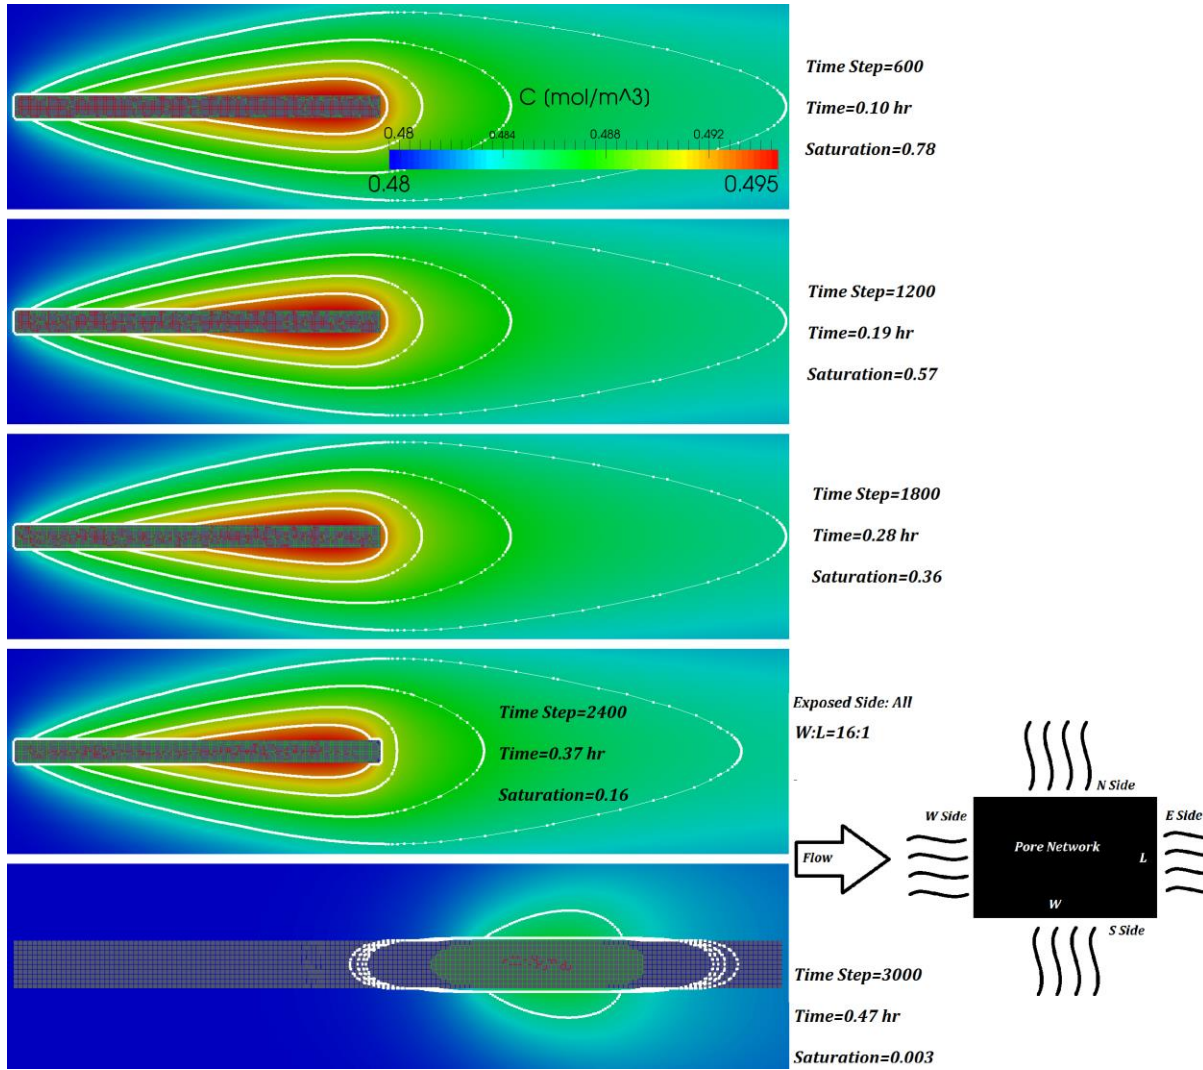 C [mol/m^3]
0.48 0.484 0.488 0.492
0.48 0.495
Time Step=600
Time=0.10 hr
Saturation=0.78
Time Step=1200
Time=0.19 hr
Saturation=0.57
Time Step=1800
Time=0.28 hr
Saturation=0.36
Time Step=2400
Time=0.37 hr
Saturation=0.16
Exposed Side: All
W:L=16:1
N Side
W Side
E Side
Flow
Pore Network
L
W
S Side
Time Step=3000
Time=0.47 hr
Saturation=0.003